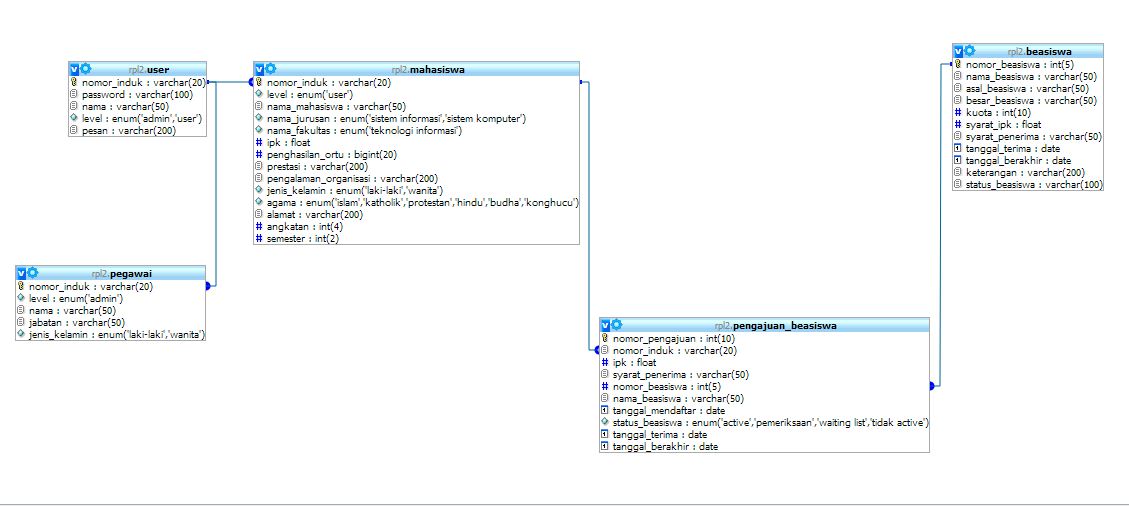 rpl2.user
nomor_induk : varchar(20)
password : varchar(100)
nama : varchar(50)
level : enum('admin','user')
pesan : varchar(200)
rpl2.mahasiswa
nomor_induk : varchar(20)
level : enum('user')
nama_mahasiswa : varchar(50)
nama_jurusan : enum('sistem informasi','sistem komputer')
nama_fakultas : enum('teknologi informasi')
ipk : float
penghasilan_ortu : bigint(20)
prestasi : varchar(200)
pengalaman_organisasi : varchar(200)
jenis_kelamin : enum('laki-laki','wanita')
agama : enum('islam','katholik','protestan','hindu','budha','konghucu')
alamat : varchar(200)
angkatan : int(4)
semester : int(2)
rpl2.beasiswa
nomor_beasiswa : int(5)
nama_beasiswa : varchar(50)
asal_beasiswa : varchar(50)
besar_beasiswa : varchar(50)
kuota : int(10)
syarat_ipk : float
syarat_penerima : varchar(50)
tanggal_terima : date
tanggal_berakhir : date
keterangan : varchar(200)
status_beasiswa : varchar(100)
rpl2.pegawai
nomor_induk : varchar(20)
level : enum('admin')
nama : varchar(50)
jabatan : varchar(50)
jenis_kelamin : enum('laki-laki','wanita')
rpl2.pengajuan_beasiswa
nomor_pengajuan : int(10)
nomor_induk : varchar(20)
ipk : float
syarat_penerima : varchar(50)
nomor_beasiswa : int(5)
nama_beasiswa : varchar(50)
tanggal_mendaftar : date
status_beasiswa : enum('active','pemeriksaan','waiting list','tidak active')
tanggal_terima : date
tanggal_berakhir : date